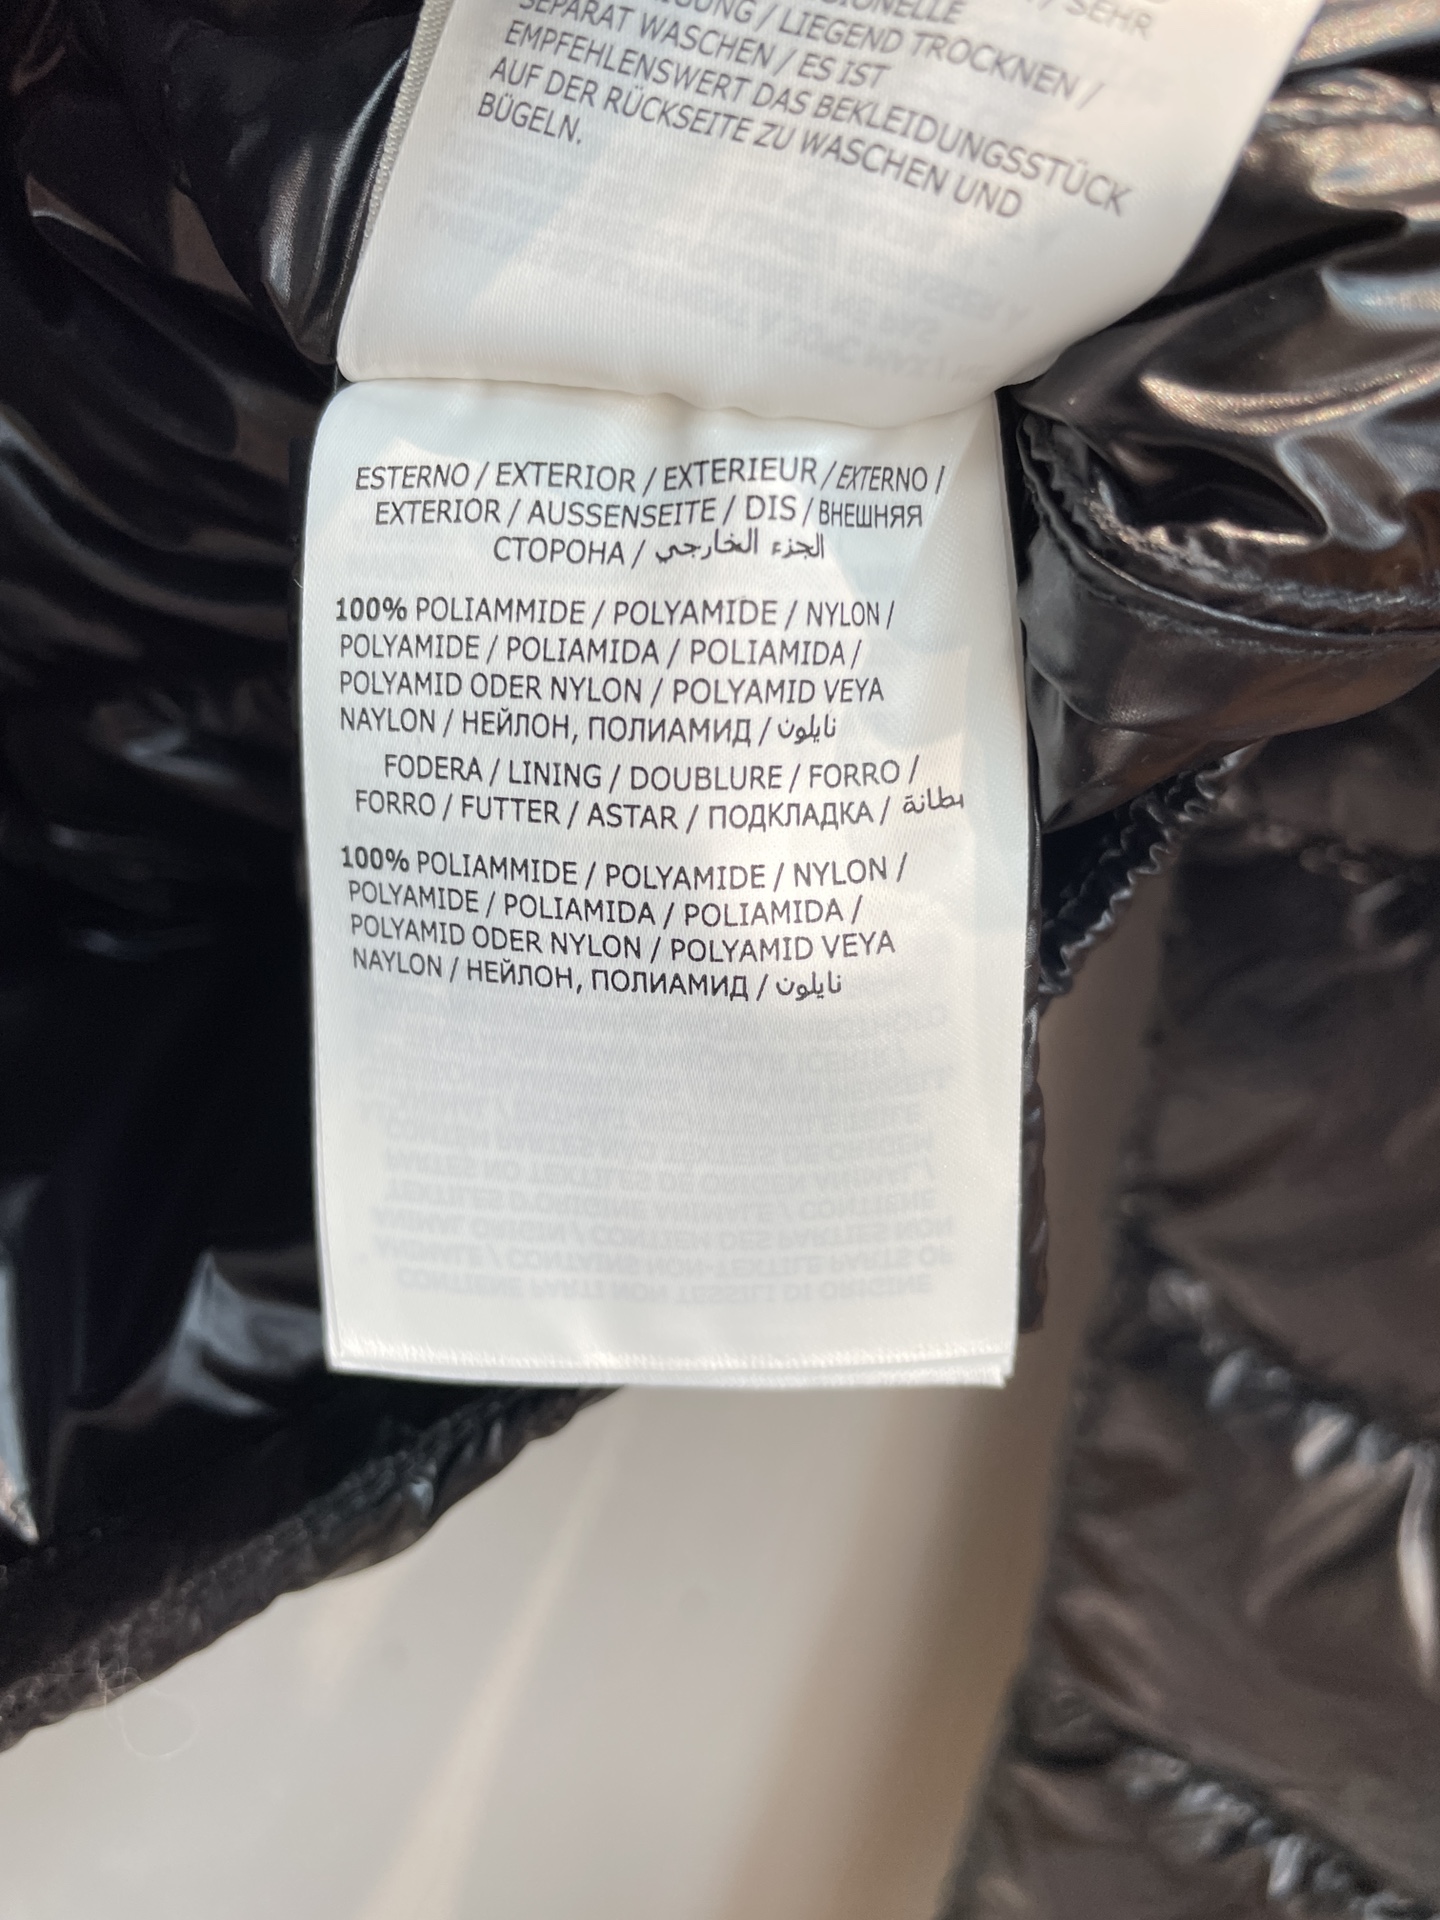 SEHR
LIEGEND TROCKNEN /
SEPARAT WASCHEN / ES IST
EMPFEHLENSWERT DAS BEKLEIDUNGSSTÜCK
AUF DER RÜCKSEITE ZU WASCHEN UND
BÜGELN.
ESTERNO / EXTERIOR / EXTERIEUR / EXTERNO /
EXTERIOR / AUSSENSEITE / DIS / ВНЕШНЯЯ
СТОРОНА / الجزء الخارجي
100% POLIAMMIDE / POLYAMIDE / NYLON /
POLYAMIDE / POLIAMIDA / POLIAMIDA /
POLYAMID ODER NYLON / POLYAMID VEYA
NAYLON / НЕЙЛОН, ПОЛИАМИД / نايلون
FODERA / LINING / DOUBLURE / FORRO /
FORRO / FUTTER / ASTAR / ПОДКЛАДКА / بطانة
100% POLIAMMIDE / POLYAMIDE / NYLON /
POLYAMIDE / POLIAMIDA / POLIAMIDA /
POLYAMID ODER NYLON / POLYAMID VEYA
NAYLON / НЕЙЛОН, ПОЛИАМИД / نايلون